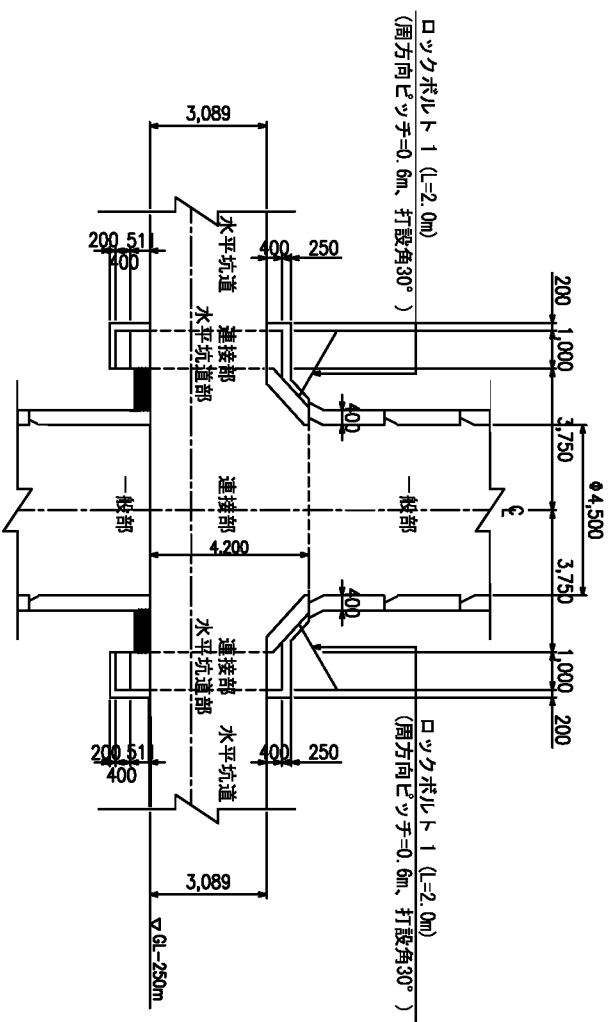 ロックボルト 1 (L=2.0m)
(周方向ピッチ=0.6m、打設角30°)
ロックボルト 1 (L=2.0m)
(周方向ピッチ=0.6m、打設角30°)
φ4,500
200
1,000
3,750
3,750
1,000
200
℄
一般部
400
400
250
400
250
400
4,200
3,089
3,089
水平坑道
連接部
水平坑道部
連接部
連接部
水平坑道部
水平坑道
200
511
400
200
511
400
一般部
▽GL-250m